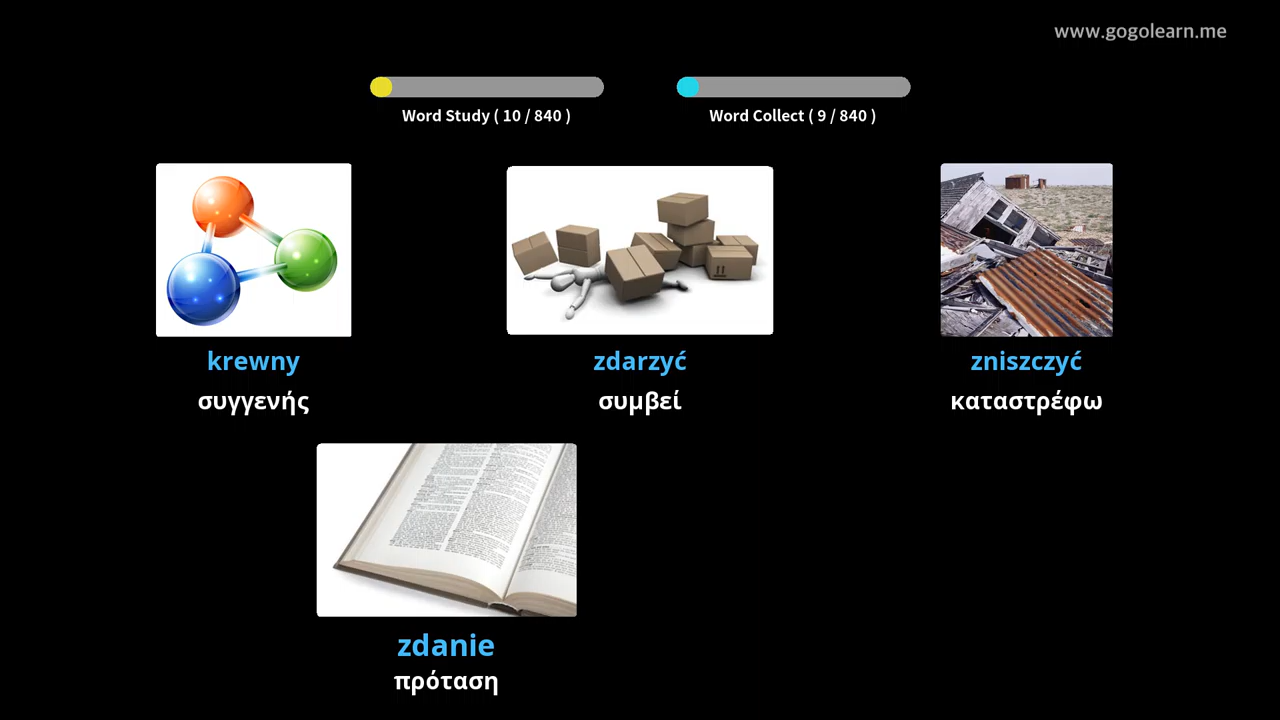 www.gogolearn.me
Word Study ( 10 / 840 )
Word Collect ( 9 / 840 )
krewny
συγγενής
zdarzyć
συμβεί
zniszczyć
καταστρέφω
zdanie
πρόταση